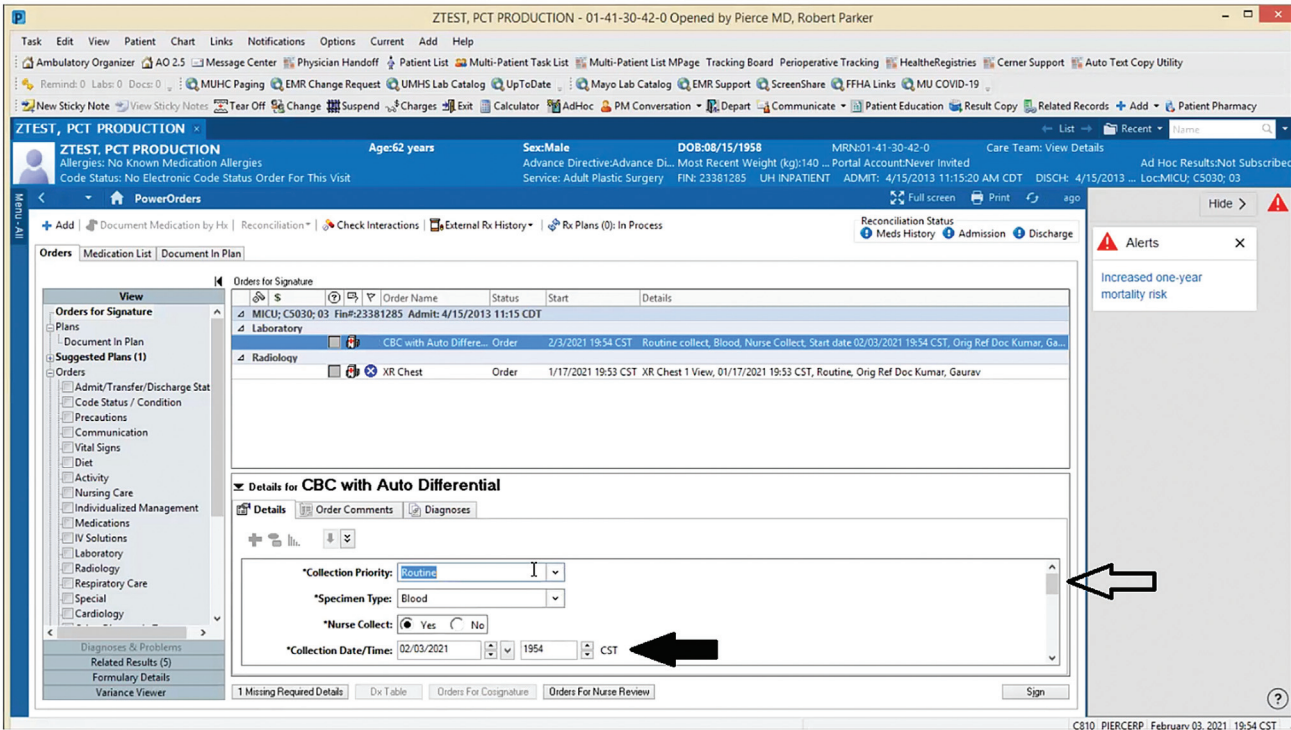 ZTEST, PCT PRODUCTION - 01-41-30-42-0 Opened by Pierce MD, Robert Parker
Task Edit View Patient Chart Links Notifications Options Current Add Help
Ambulatory Organizer AO 2.5 Message Center Physician Handoff Patient List Multi-Patient Task List Multi-Patient List MPage Tracking Board Perioperative Tracking HealtheRegistries Cerner Support Auto Text Copy Utility
Remind: 0 Labs: 0 Docs: 0 MUHC Paging EMR Change Request UMHS Lab Catalog UpToDate Mayo Lab Catalog EMR Support ScreenShare FFHA Links MU COVID-19
New Sticky Note View Sticky Notes Tear Off Change Suspend Charges Exit Calculator AdHoc PM Conversation Depart Communicate Patient Education Result Copy Related Records Add Patient Pharmacy
ZTEST, PCT PRODUCTION × List Recent Name
ZTEST, PCT PRODUCTION Age:62 years Sex:Male DOB:08/15/1958 MRN:01-41-30-42-0 Care Team: View Details
Allergies: No Known Medication Allergies Advance Directive:Advance Di... Most Recent Weight (kg):140 ... Portal Account:Never Invited Ad Hoc Results:Not Subscribed
Code Status: No Electronic Code Status Order For This Visit Service: Adult Plastic Surgery FIN: 23381285 UH INPATIENT ADMIT: 4/15/2013 11:15:20 AM CDT DISCH: 4/15/2013 ... Loc:MICU; C5030; 03
Menu - All
PowerOrders Full screen Print ago
Hide
+ Add Document Medication by Hx Reconciliation Check Interactions External Rx History Rx Plans (0): In Process
Reconciliation Status
Meds History Admission Discharge
Alerts ×
Increased one-year
mortality risk
Orders Medication List Document In Plan
Orders for Signature
View
Orders for Signature
Plans
Document In Plan
Suggested Plans (1)
Orders
Admit/Transfer/Discharge Stat
Code Status / Condition
Precautions
Communication
Vital Signs
Diet
Activity
Nursing Care
Individualized Management
Medications
IV Solutions
Laboratory
Radiology
Respiratory Care
Special
Cardiology
Diagnoses & Problems
Related Results (5)
Formulary Details
Variance Viewer
$ Order Name Status Start Details
MICU; C5030; 03 Fin#:23381285 Admit: 4/15/2013 11:15 CDT
Laboratory
CBC with Auto Differe... Order 2/3/2021 19:54 CST Routine collect, Blood, Nurse Collect, Start date 02/03/2021 19:54 CST, Orig Ref Doc Kumar, Ga...
Radiology
XR Chest Order 1/17/2021 19:53 CST XR Chest 1 View, 01/17/2021 19:53 CST, Routine, Orig Ref Doc Kumar, Gaurav
Details for CBC with Auto Differential
Details Order Comments Diagnoses
*Collection Priority: Routine
*Specimen Type: Blood
*Nurse Collect: Yes No
*Collection Date/Time: 02/03/2021 1954 CST
1 Missing Required Details Dx Table Orders For Cosignature Orders For Nurse Review Sign
C810 PIERCERP February 03, 2021 19:54 CST